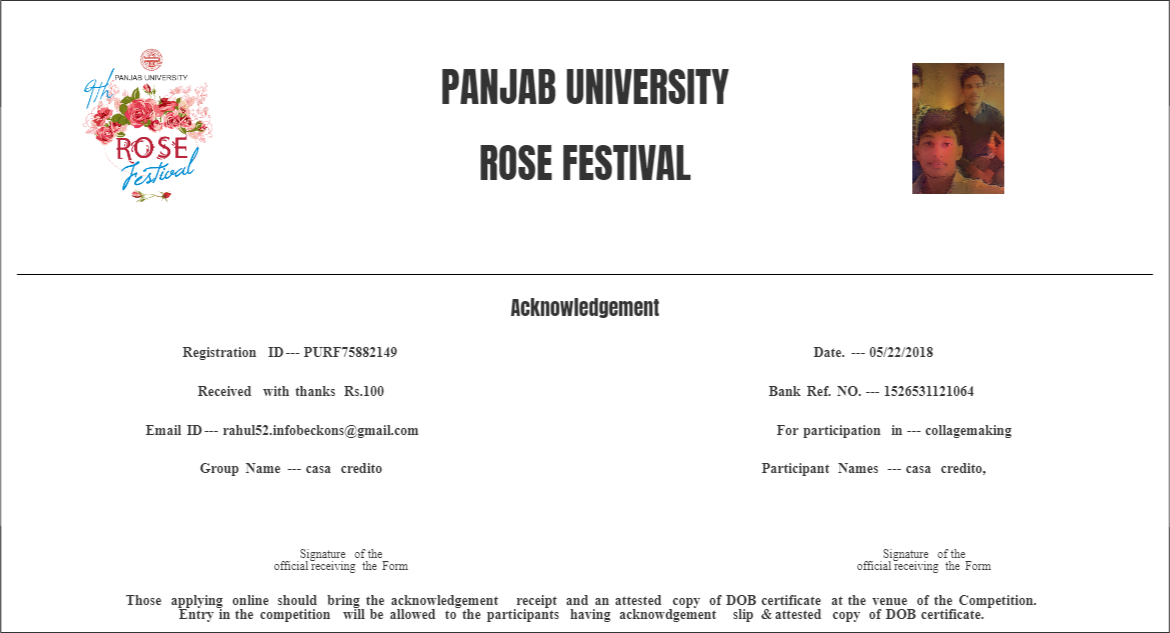 9th
PANJAB UNIVERSITY
ROSE
Festival
PANJAB UNIVERSITY
ROSE FESTIVAL
Acknowledgement
Registration ID --- PURF75882149
Date. --- 05/22/2018
Received with thanks Rs.100
Bank Ref. NO. --- 1526531121064
Email ID --- rahul52.infobeckons@gmail.com
For participation in --- collagemaking
Group Name --- casa credito
Participant Names --- casa credito,
Signature of the
official receiving the Form
Signature of the
official receiving the Form
Those applying online should bring the acknowledgement receipt and an attested copy of DOB certificate at the venue of the Competition.
Entry in the competition will be allowed to the participants having acknowdgement slip & attested copy of DOB certificate.